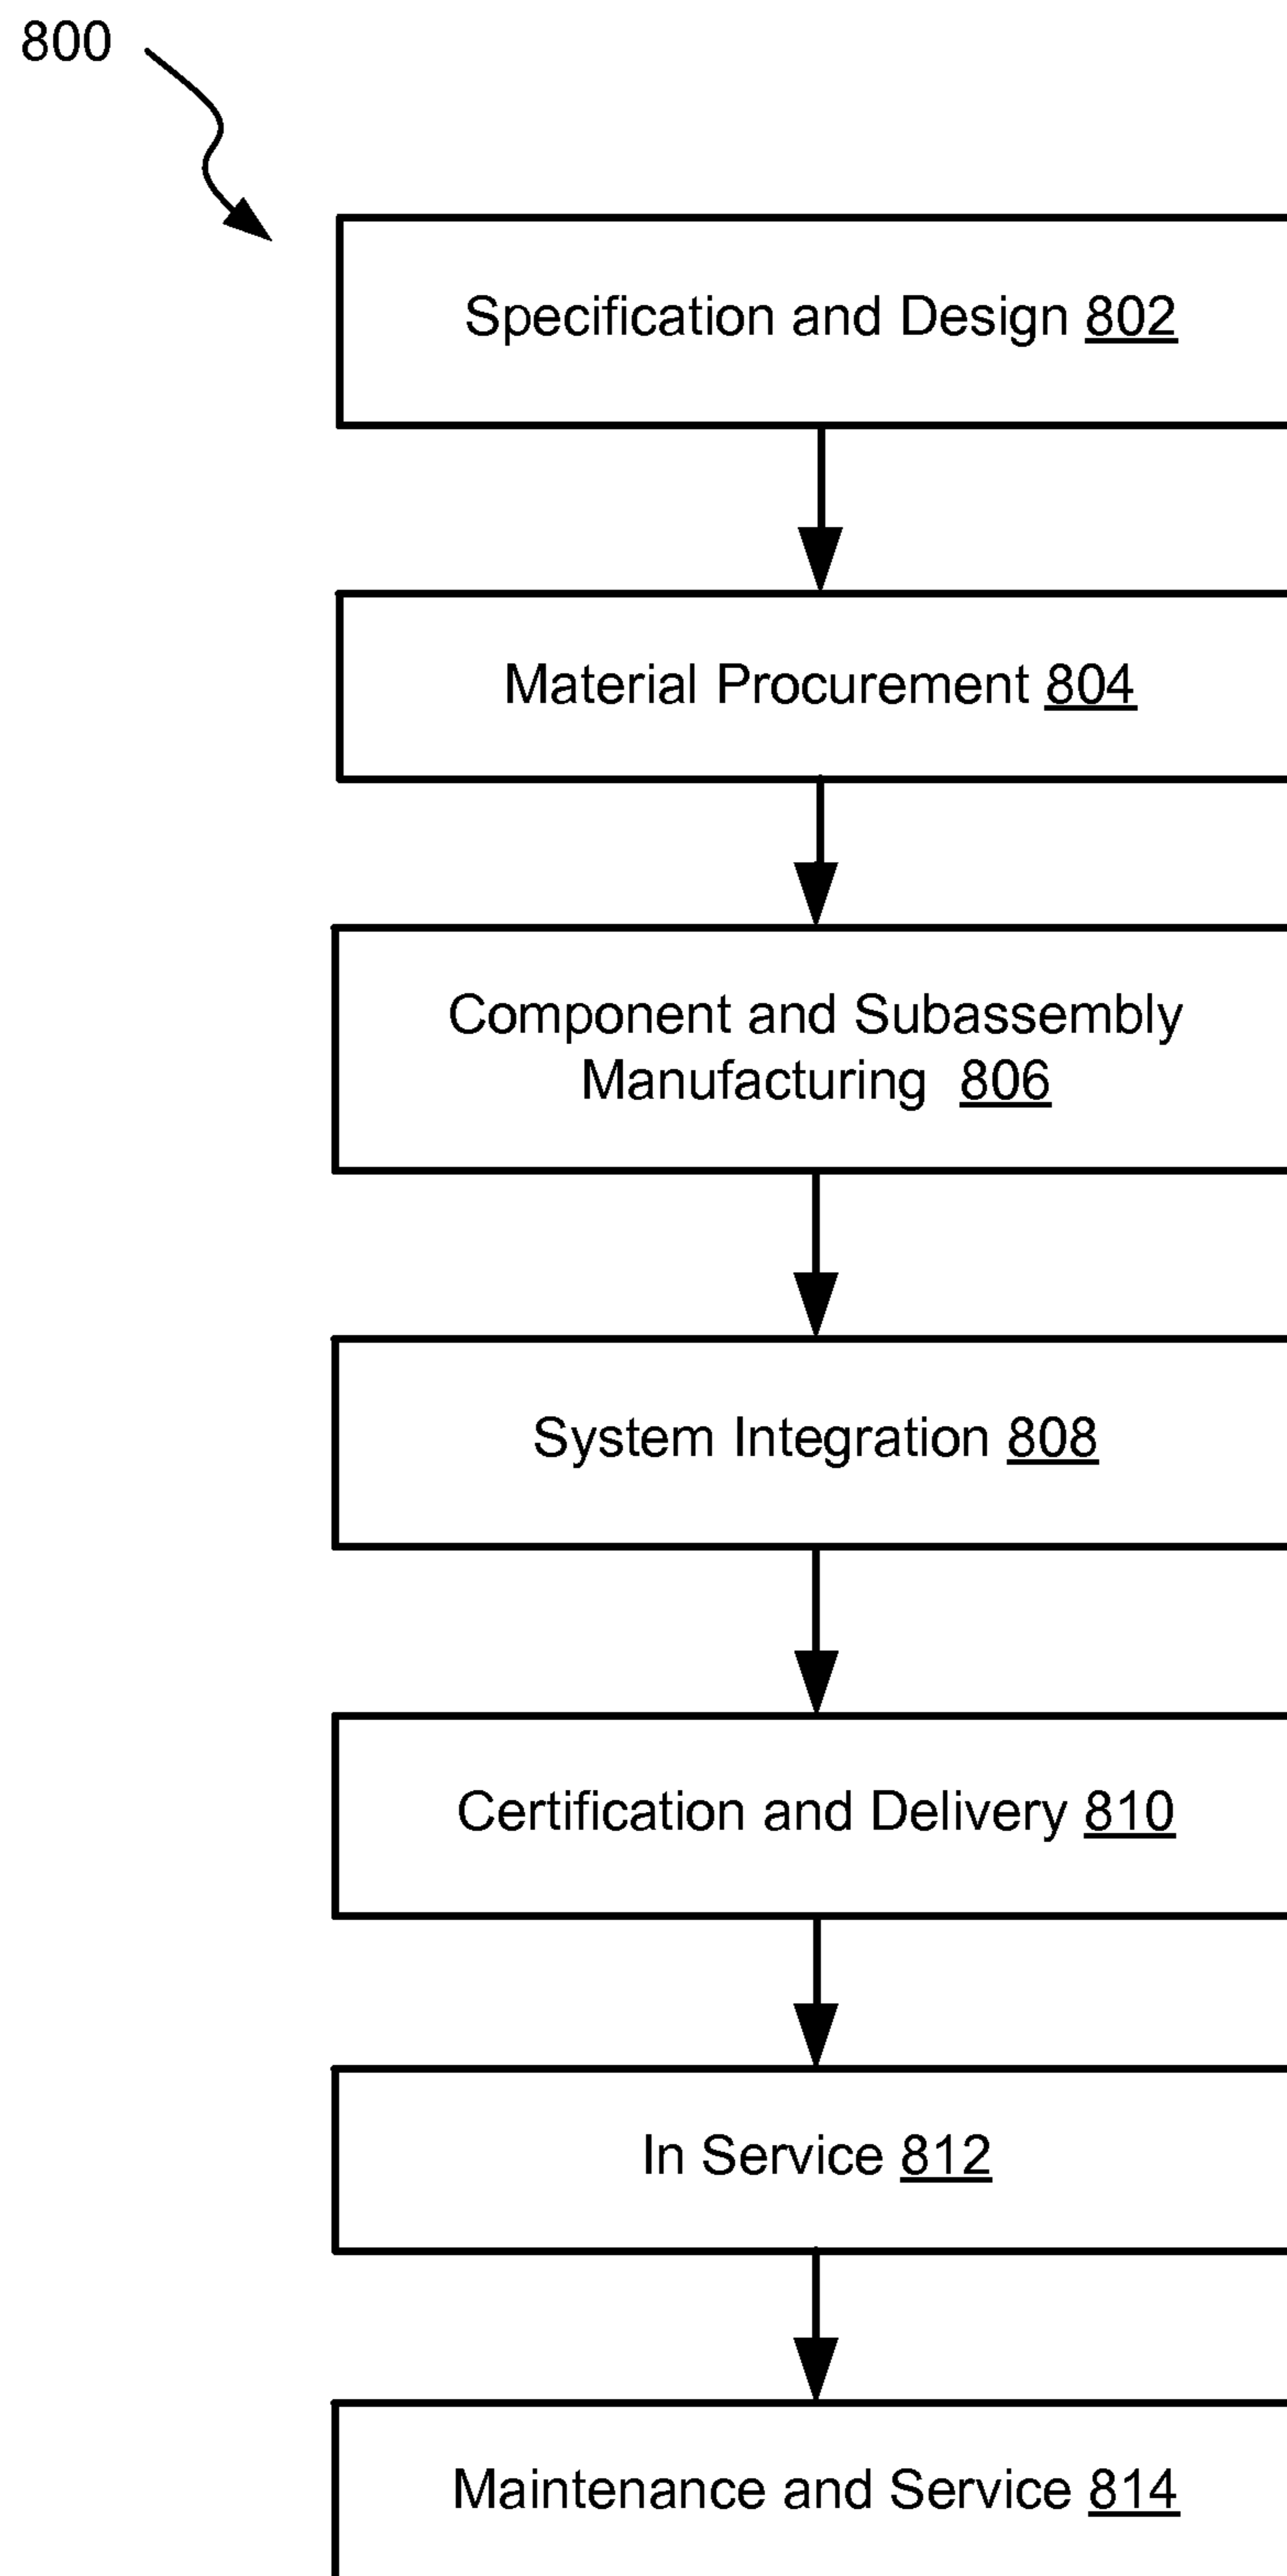 800
Specification and Design 802
Material Procurement 804
Component and Subassembly
Manufacturing 806
System Integration 808
Certification and Delivery 810
In Service 812
Maintenance and Service 814